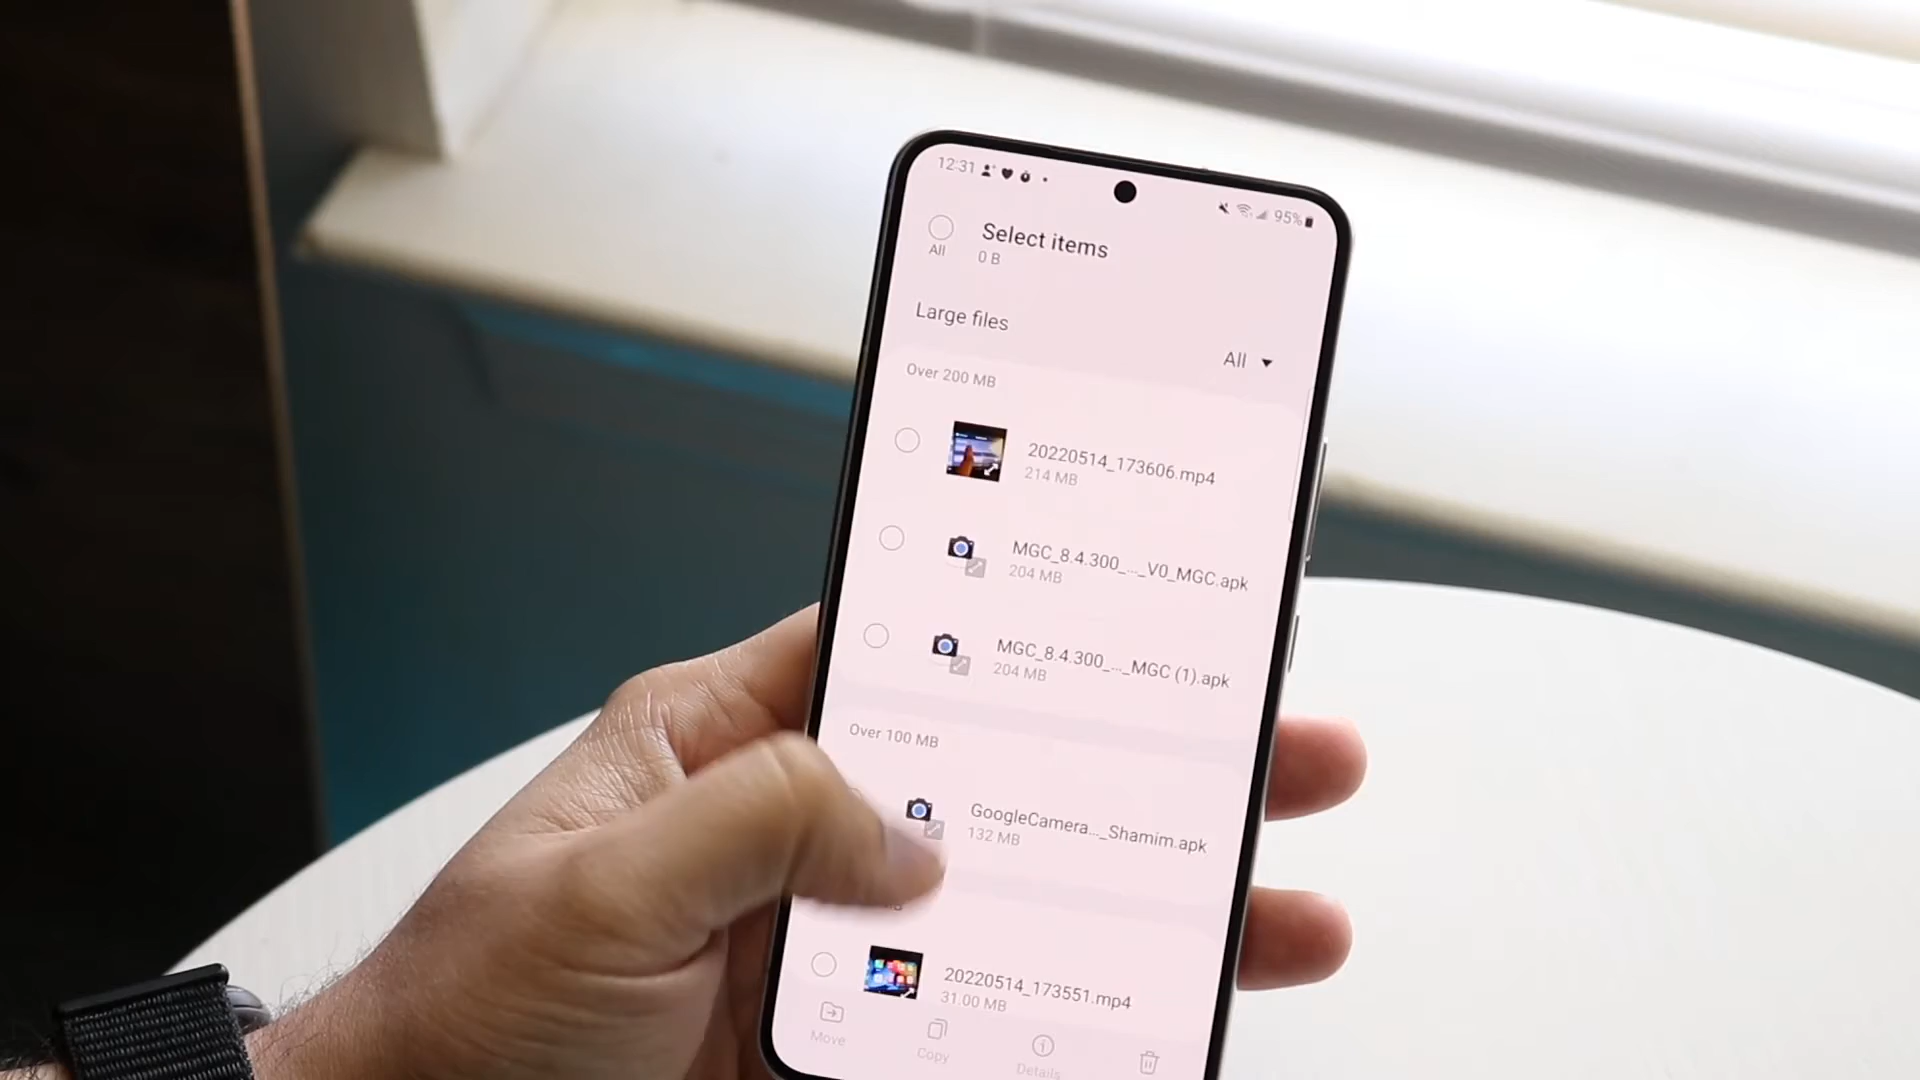 12:31
95%
All
Select items
0 B
Large files
All
Over 200 MB
20220514_173606.mp4
214 MB
MGC_8.4.300_..._V0_MGC.apk
204 MB
MGC_8.4.300_..._MGC (1).apk
204 MB
Over 100 MB
GoogleCamera..._Shamim.apk
132 MB
20220514_173551.mp4
31.00 MB
Move
Copy
Details